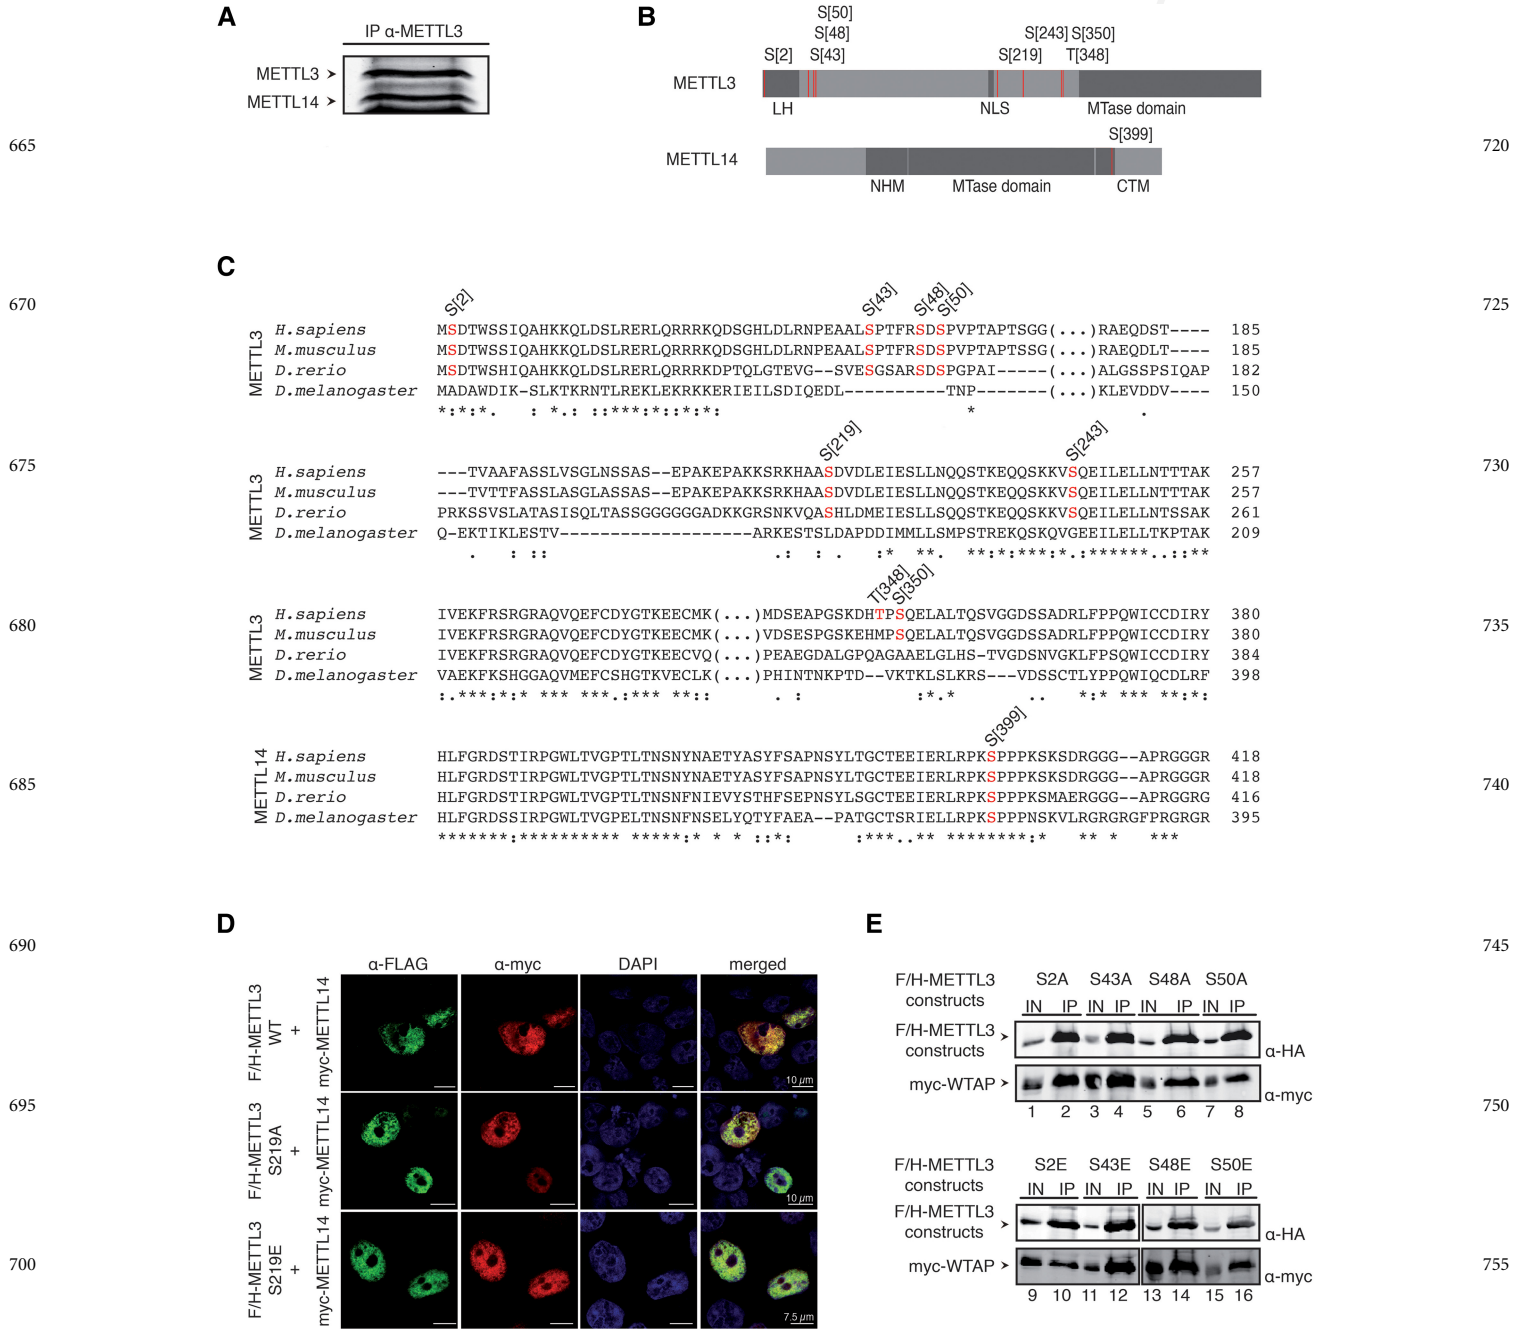 A
IP α-METTL3
METTL3
METTL14
B
S[50]
S[48]
S[243] S[350]
S[2] S[43] S[219] T[348]
METTL3
LH NLS MTase domain
S[399]
METTL14
NHM MTase domain CTM
665 720
C
670 725
S[2] S[43] S[48] S[50]
METTL3
H.sapiens MSDTWSSIQAHKKQLDSLRERLQRRRKQDSGHLDLRNPEAALSPTFRSDSPVPTAPTSGG(...)RAEQDST---- 185
M.musculus MSDTWSSIQAHKKQLDSLRERLQRRRKQDSGHLDLRNPEAALSPTFRSDSPVPTAPTSSG(...)RAEQDLT---- 185
D.rerio MSDTWSHIQAHKKQLDSLRERLQRRRKDPTQLGTEVG--SVESGSARSDSPGPAI-----(...)ALGSSPSIQAP 182
D.melanogaster MADAWDIK-SLKTKRNTLREKLEKRKKERIEILSDIQEDL----------TNP-------(...)KLEVDDV---- 150
*:*:*. : *.: ::***:**:*: * .
S[219] S[243]
675 730
METTL3
H.sapiens ---TVAAFASSLVSGLNSSAS--EPAKEPAKKSRKHAASDVDLEIESLLNQQSTKEQQSKKVSQEILELLNTTTAK 257
M.musculus ---TVTTFASSLASGLASSAS--EPAKEPAKKSRKHAASDVDLEIESLLNQQSTKEQQSKKVSQEILELLNTTTAK 257
D.rerio PRKSSVSLATASISQLTASSGGGGGGADKKGRSNKVQASHLDMEIESLLSQQSTKEQQSKKVSQEILELLNTSSAK 261
D.melanogaster Q-EKTIKLESTV-------------------ARKESTSLDAPDDIMMLLSMPSTREKQSKQVGEEILELLTKPTAK 209
. : :: .: : . :* **. **:*:***:*.:******..::**
T[348] S[350]
680 735
METTL3
H.sapiens IVEKFRSRGRAQVQEFCDYGTKEECMK(...)MDSEAPGSKDHTPSQELALTQSVGGDSSADRLFPPQWICCDIRY 380
M.musculus IVEKFRSRGRAQVQEFCDYGTKEECMK(...)VDSESPGSKEHMPSQELALTQSVGGDSSADRLFPPQWICCDIRY 380
D.rerio IVEKFRSRGRAQVQEFCDYGTKEECVQ(...)PEAEGDALGPQAGAAELGLHS-TVGDSNVGKLFPSQWICCDIRY 384
D.melanogaster VAEKFKSHGGAQVMEFCSHGTKVECLK(...)PHINTNKPTD--VKTKLSLKRS---VDSSCTLYPPQWIQCDLRF 398
:.***:*:* *** ***.:*** **:: . : :*.* .. *:*.*** **:*:
S[399]
685 740
METTL14
H.sapiens HLFGRDSTIRPGWLTVGPTLTNSNYNAETYASYFSAPNSYLTGCTEEIERLRPKSPPPKSKSDRGGG--APRGGGR 418
M.musculus HLFGRDSTIRPGWLTVGPTLTNSNYNAETYASYFSAPNSYLTGCTEEIERLRPKSPPPKSKSDRGGG--APRGGGR 418
D.rerio HLFGRDSTIRPGWLTVGPTLTNSNFNIEVYSTHFSEPNSYLSGCTEEIERLRPKSPPPKSMAERGGG--APRGGRG 416
D.melanogaster HLFGRDSSIRPGWLTVGPELTNSNFNSELYQTYFAEA--PATGCTSRIELLRPKSPPPNSKVLRGRGRGFPRGRGR 395
*******:********** *****:* * * ::*: :***..** ********:* ** * ***
690 745
D
α-FLAG α-myc DAPI merged
F/H-METTL3 WT + myc-METTL14
10 µm
695 750
F/H-METTL3 S219A + myc-METTL14
10 µm
700 755
F/H-METTL3 S219E + myc-METTL14
7.5 µm
E
F/H-METTL3 constructs S2A S43A S48A S50A
IN IP IN IP IN IP IN IP
F/H-METTL3 constructs α-HA
myc-WTAP α-myc
1 2 3 4 5 6 7 8
F/H-METTL3 constructs S2E S43E S48E S50E
IN IP IN IP IN IP IN IP
F/H-METTL3 constructs α-HA
myc-WTAP α-myc
9 10 11 12 13 14 15 16